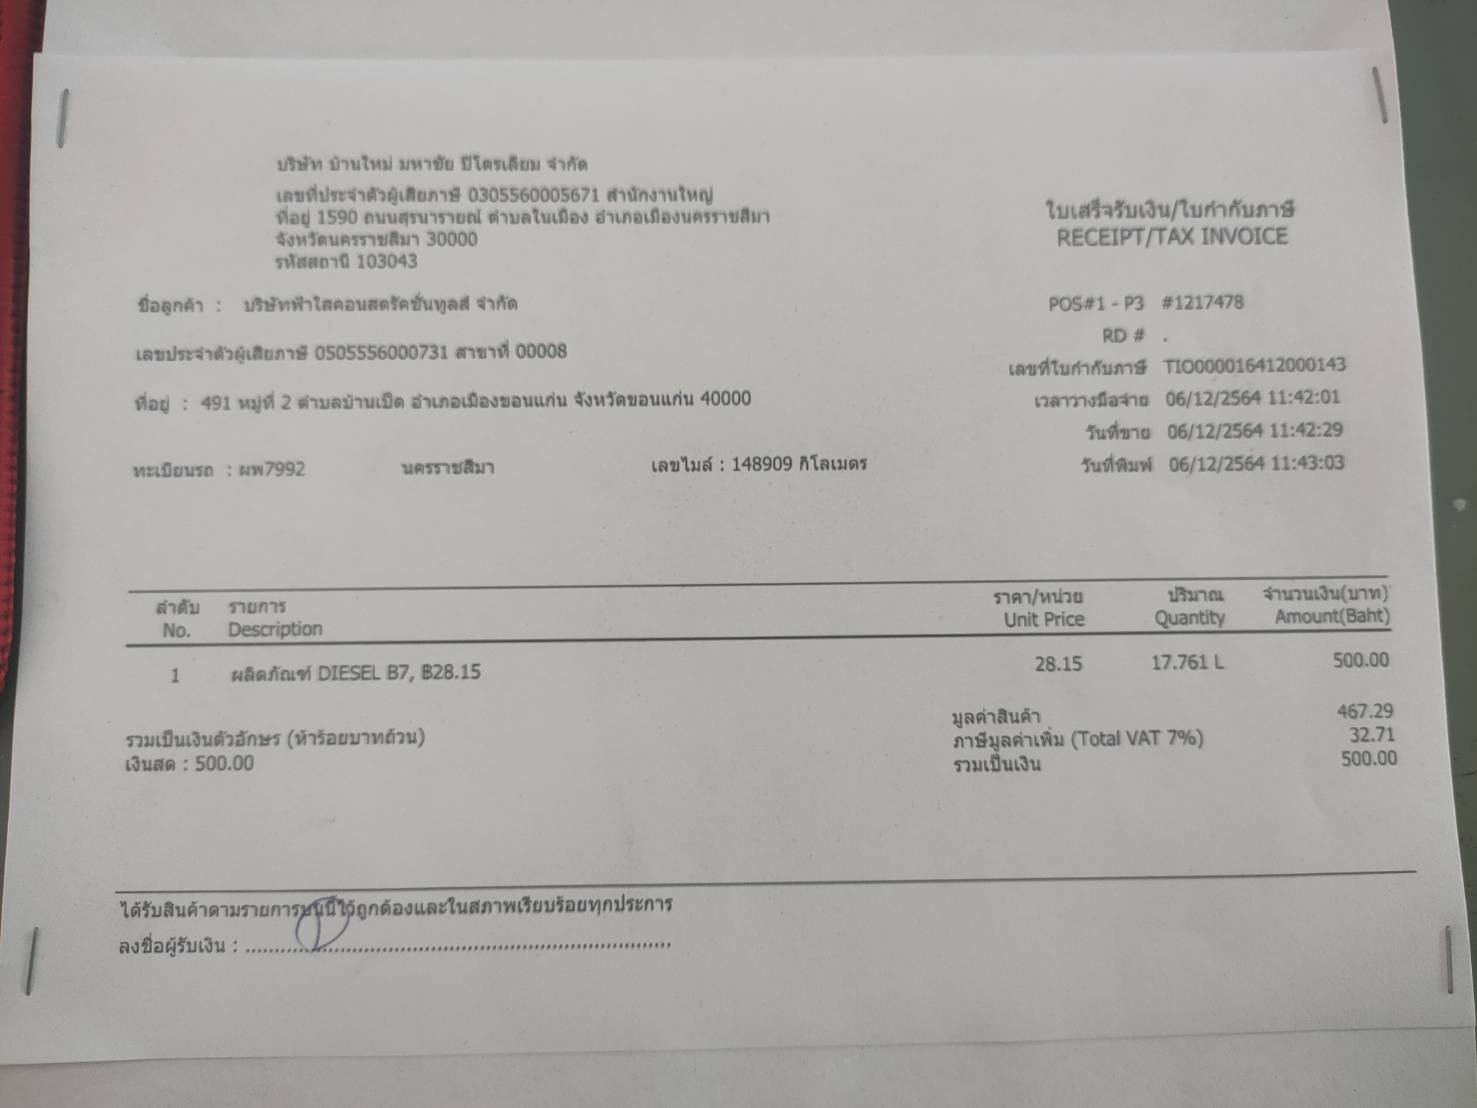 บริษัท บ้านใหม่ มหาชัย ปิโตรเลียม จำกัด
เลขที่ประจำตัวผู้เสียภาษี 0305560005671 สำนักงานใหญ่
ที่อยู่ 1590 ถนนสุรนารายณ์ ตำบลในเมือง อำเภอเมืองนครราชสีมา
จังหวัดนครราชสีมา 30000
รหัสสถานี 103043
ใบเสร็จรับเงิน/ใบกำกับภาษี
RECEIPT/TAX INVOICE
ชื่อลูกค้า : บริษัทฟ้าใสคอนสตรัคชั่นทูลส์ จำกัด
POS#1 - P3 #1217478
RD # .
เลขประจำตัวผู้เสียภาษี 0505556000731 สาขาที่ 00008
เลขที่ใบกำกับภาษี TIO000016412000143
ที่อยู่ : 491 หมู่ที่ 2 ตำบลบ้านเป็ด อำเภอเมืองขอนแก่น จังหวัดขอนแก่น 40000
เวลาวางมือจ่าย 06/12/2564 11:42:01
วันที่ขาย 06/12/2564 11:42:29
ทะเบียนรถ : ผพ7992 นครราชสีมา เลขไมล์ : 148909 กิโลเมตร
วันที่พิมพ์ 06/12/2564 11:43:03
ลำดับ รายการ ราคา/หน่วย ปริมาณ จำนวนเงิน(บาท)
No. Description Unit Price Quantity Amount(Baht)
1 ผลิตภัณฑ์ DIESEL B7, ฿28.15 28.15 17.761 L 500.00
มูลค่าสินค้า 467.29
รวมเป็นเงินตัวอักษร (ห้าร้อยบาทถ้วน) ภาษีมูลค่าเพิ่ม (Total VAT 7%) 32.71
เงินสด : 500.00 รวมเป็นเงิน 500.00
ได้รับสินค้าตามรายการบนนี้ไว้ถูกต้องและในสภาพเรียบร้อยทุกประการ
ลงชื่อผู้รับเงิน : ........................................................................